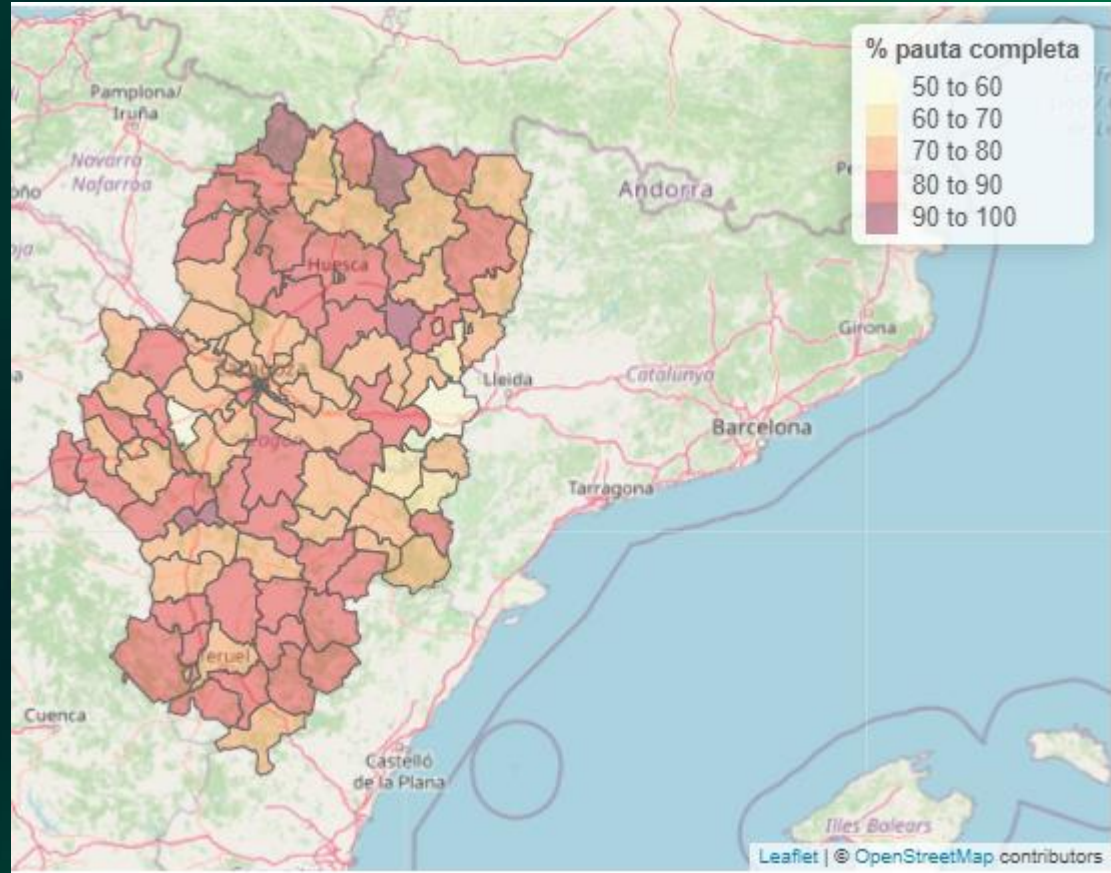 % pauta completa
50 to 60
60 to 70
70 to 80
80 to 90
90 to 100
Pamplona/
Iruña
Navarra
- Nafarroa
Andorra
Huesca
Girona
Lleida
Catalunya
Barcelona
Tarragona
Cuenca
Castelló
de la Plana
Illes Balears
Leaflet | © OpenStreetMap contributors